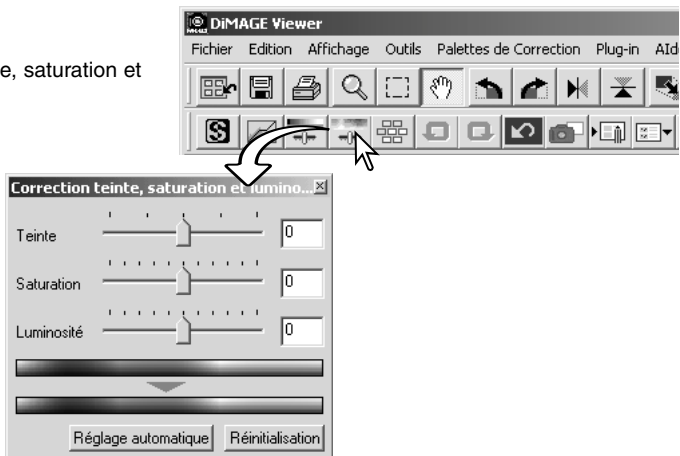 DiMAGE Viewer
Fichier Edition Affichage Outils Palettes de Correction Plug-in
e, saturation et
S
Correction teinte, saturation et lumino...
Teinte 0
Saturation 0
Luminosité 0
Réglage automatique Réinitialisation